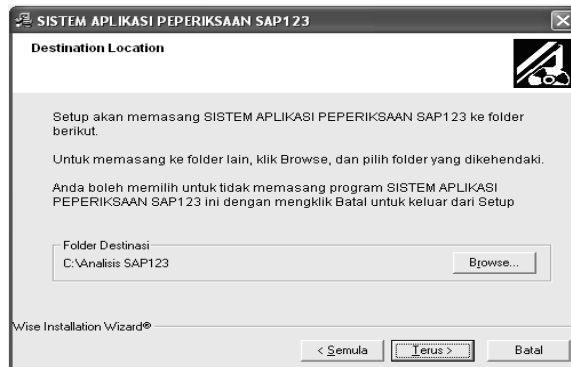 SISTEM APLIKASI PEPERIKSAAN SAP123
Destination Location
Setup akan memasang SISTEM APLIKASI PEPERIKSAAN SAP123 ke folder
berikut.
Untuk memasang ke folder lain, klik Browse, dan pilih folder yang dikehendaki.
Anda boleh memilih untuk tidak memasang program SISTEM APLIKASI
PEPERIKSAAN SAP123 ini dengan mengklik Batal untuk keluar dari Setup
Folder Destinasi
C:\Analisis SAP123
Browse...
Wise Installation Wizard®
< Semula
Terus >
Batal